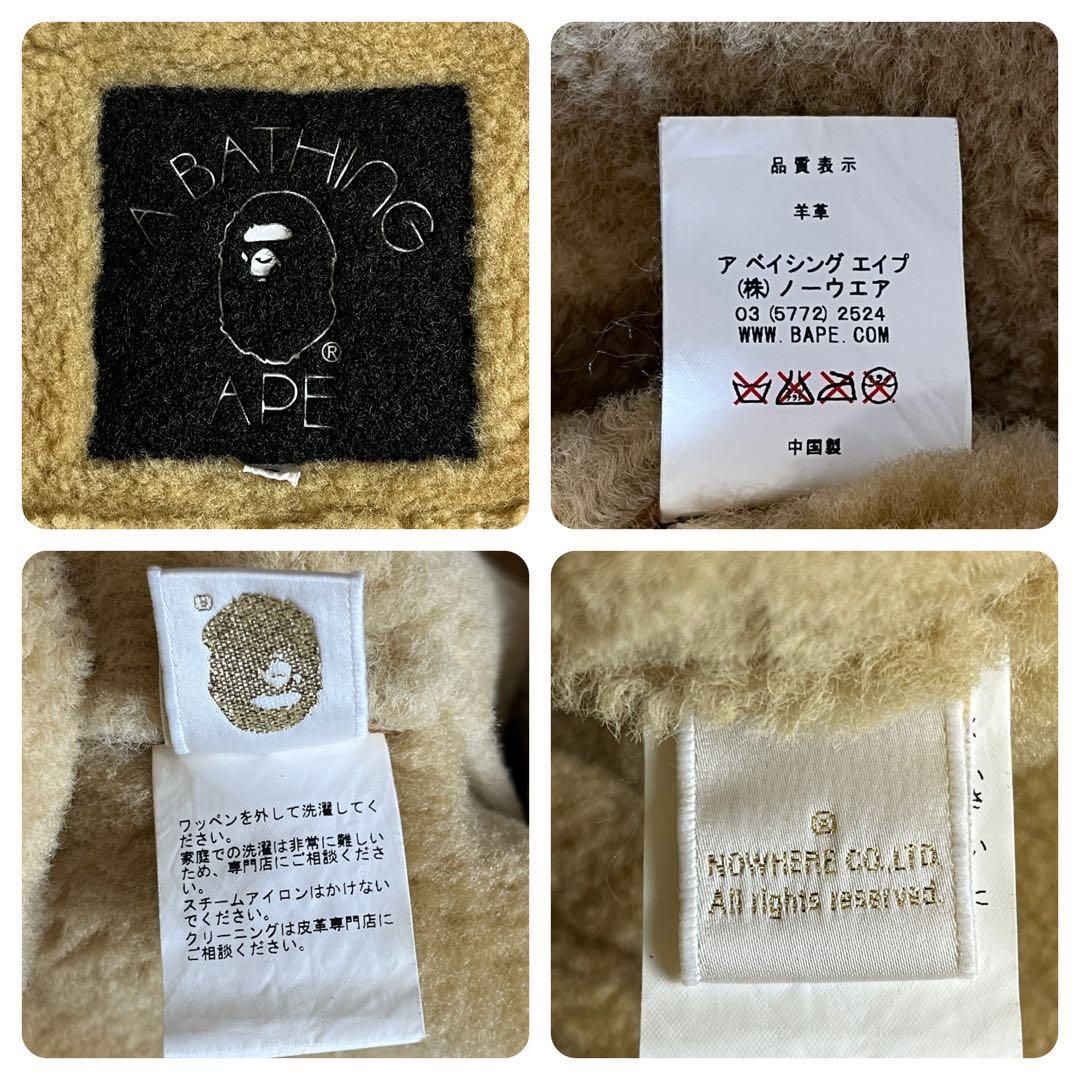 A BATHING
®
APE
品質表示
羊革
ア ベイシング エイプ
(株) ノーウエア
03 (5772) 2524
WWW. BAPE. COM
中国製
ワッペンを外して洗濯してく
ださい。
家庭での洗濯は非常に難しい
ため、専門店にご相談くださ
い。
スチームアイロンはかけない
でください。
クリーニングは皮革専門店に
ご相談ください。
NOWHERE CO.,LTD.
All rights reserved.